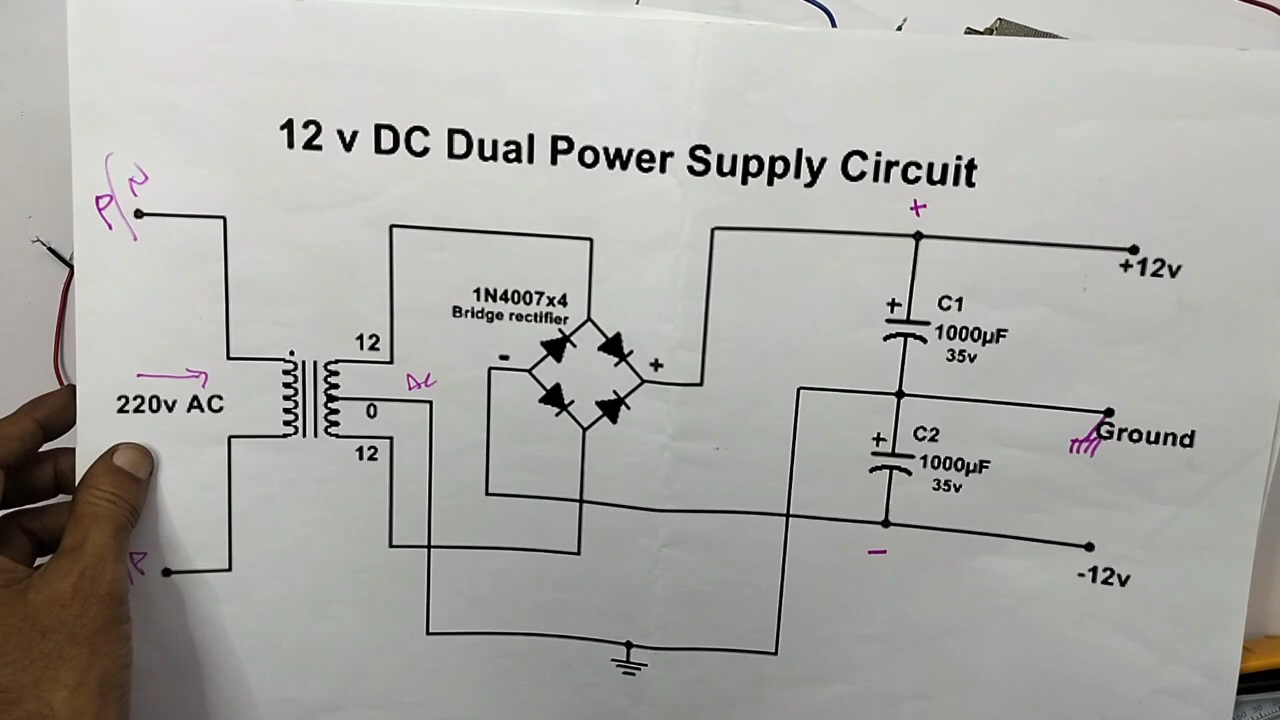 12 v DC Dual Power Supply Circuit
P/N
+
+12v
1N4007x4
Bridge rectifier
+
C1
1000µF
35v
12
-
+
220v AC
0
Ground
+
C2
1000µF
35v
12
-
-12v